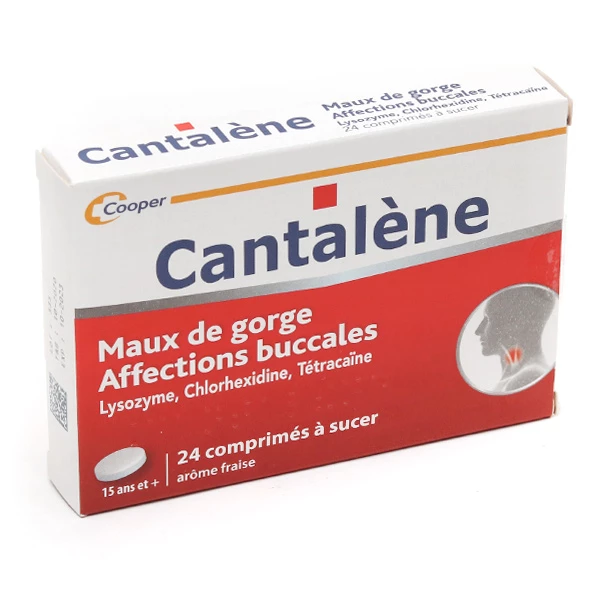 Cantalène
Maux de gorge
Affections buccales
Lysozyme, Chlorhexidine, Tétracaïne
24 comprimés à sucer
Cooper
Cantalène
Maux de gorge
Affections buccales
Lysozyme, Chlorhexidine, Tétracaïne
24 comprimés à sucer
arôme fraise
15 ans et +